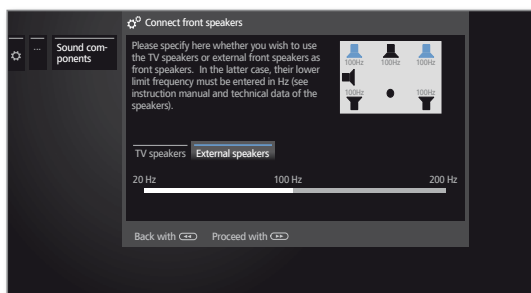 Connect front speakers
...
Sound com-
ponents
Please specify here whether you wish to use
the TV speakers or external front speakers as
front speakers. In the latter case, their lower
limit frequency must be entered in Hz (see
instruction manual and technical data of the
speakers).
100Hz 100Hz 100Hz
100Hz 100Hz
TV speakers External speakers
20 Hz 100 Hz 200 Hz
Back with Proceed with